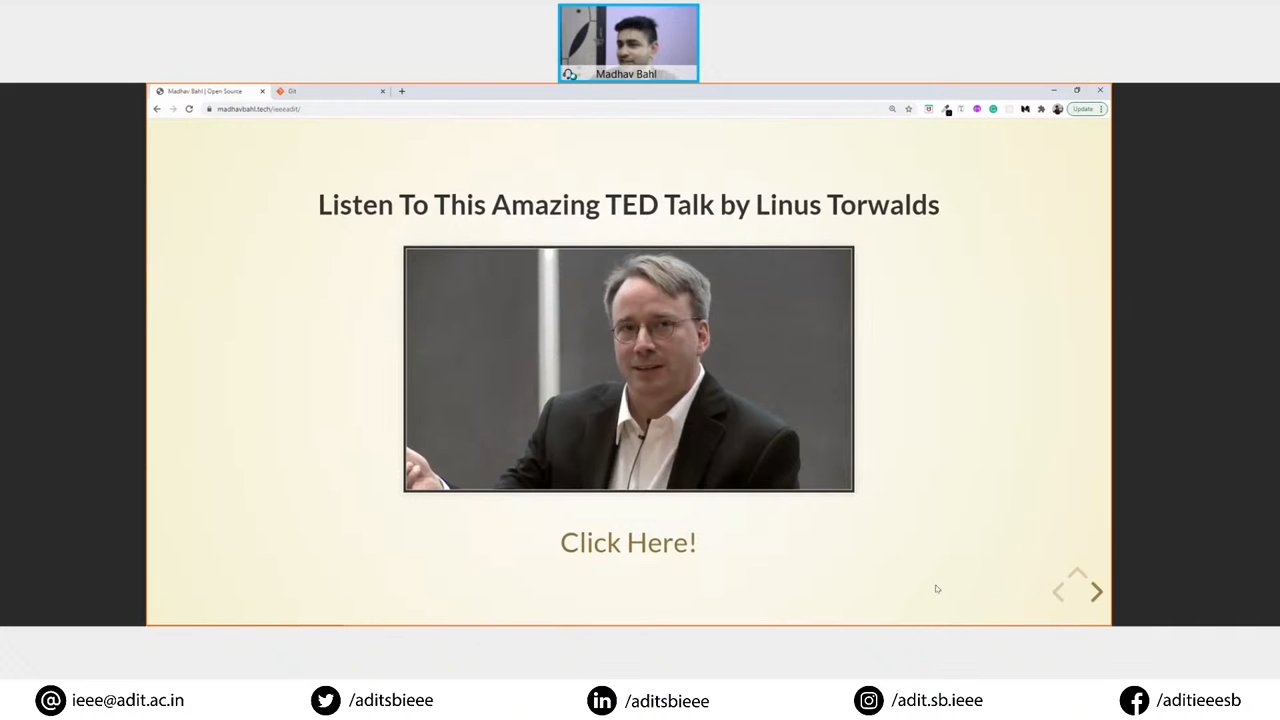 Madhav Bahl
Madhav Bahl | Open Source
Git
madhavbahl.tech/ieeeadit/
Update
Listen To This Amazing TED Talk by Linus Torwalds
Click Here!
ieee@adit.ac.in
/aditsbieee
/aditsbieee
/adit.sb.ieee
/aditieeesb